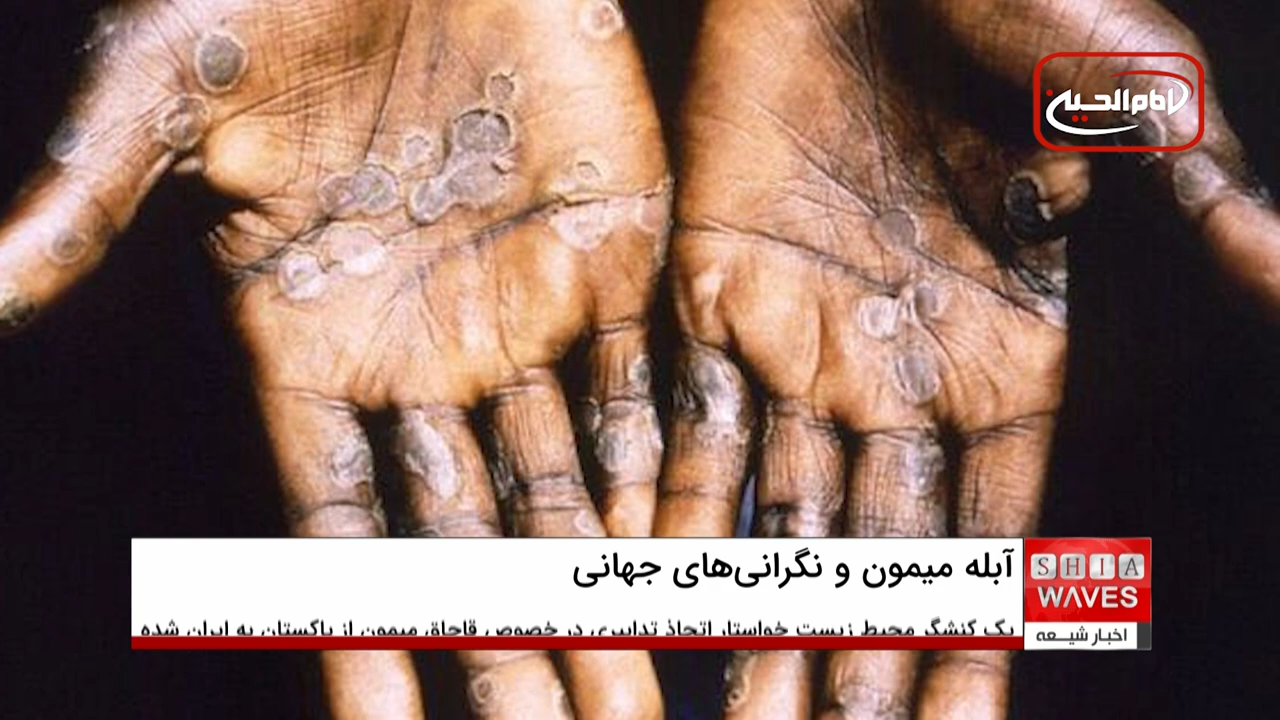 امام‌الحسین
آبله میمون و نگرانی‌های جهانی
یک کنشگر محیط زیست خواستار اتخاذ تدابیری در خصوص قاچاق میمون از پاکستان به ایران شده
SHIA
WAVES
اخبار شیعه